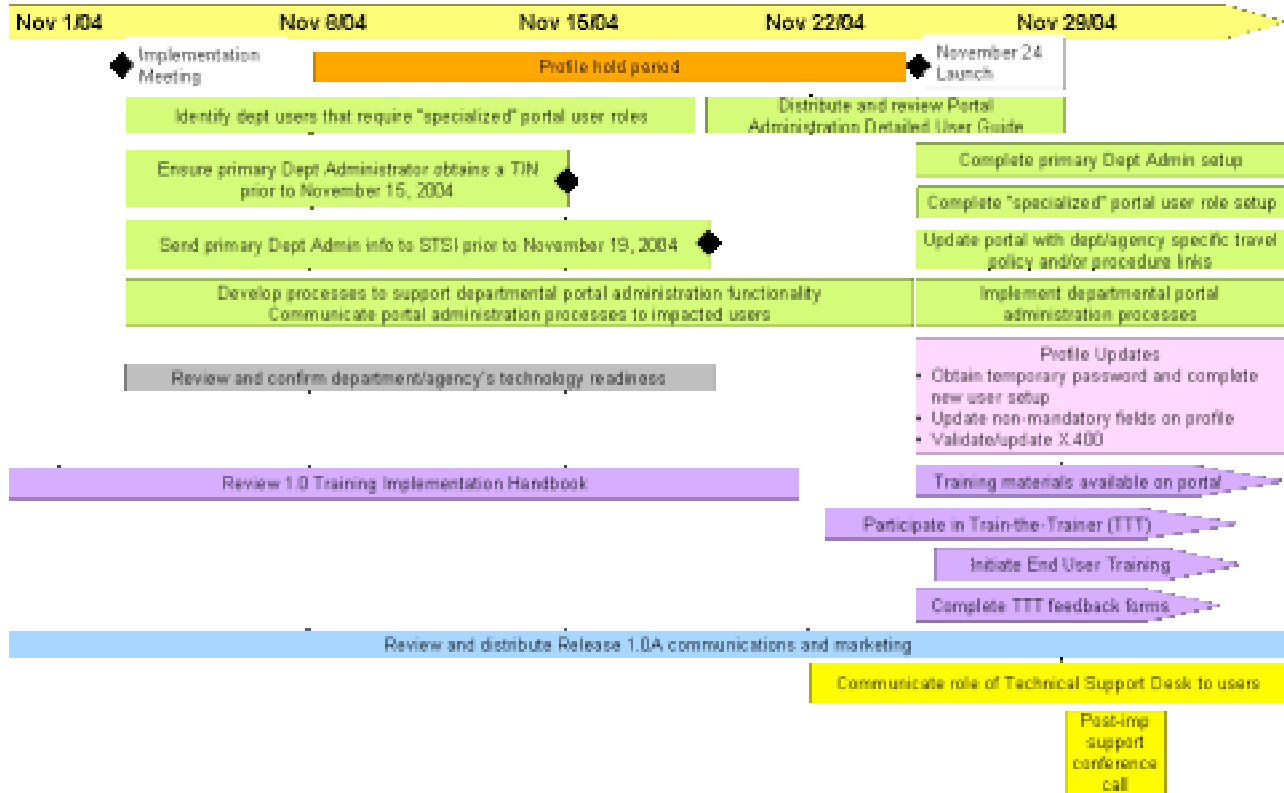 Nov 1/04 Nov 8/04 Nov 15/04 Nov 22/04 Nov 29/04
Implementation
Meeting
Profile hold period
November 24
Launch
Identify dept users that require "specialized" portal user roles
Distribute and review Portal
Administration Detailed User Guide
Ensure primary Dept Administrator obtains a TIN
prior to November 15, 2004
Complete primary Dept Admin setup
Complete "specialized" portal user role setup
Send primary Dept Admin info to STSI prior to November 19, 2004
Update portal with dept/agency specific travel
policy and/or procedure links
Develop processes to support departmental portal administration functionality
Communicate portal administration processes to impacted users
Implement departmental portal
administration processes
Review and confirm department/agency's technology readiness
Profile Updates
• Obtain temporary password and complete
new user setup
• Update non-mandatory fields on profile
• Validate/update X.400
Review 1.0 Training Implementation Handbook
Training materials available on portal
Participate in Train-the-Trainer (TTT)
Initiate End User Training
Complete TTT feedback forms
Review and distribute Release 1.0A communications and marketing
Communicate role of Technical Support Desk to users
Post-imp
support
conference
call